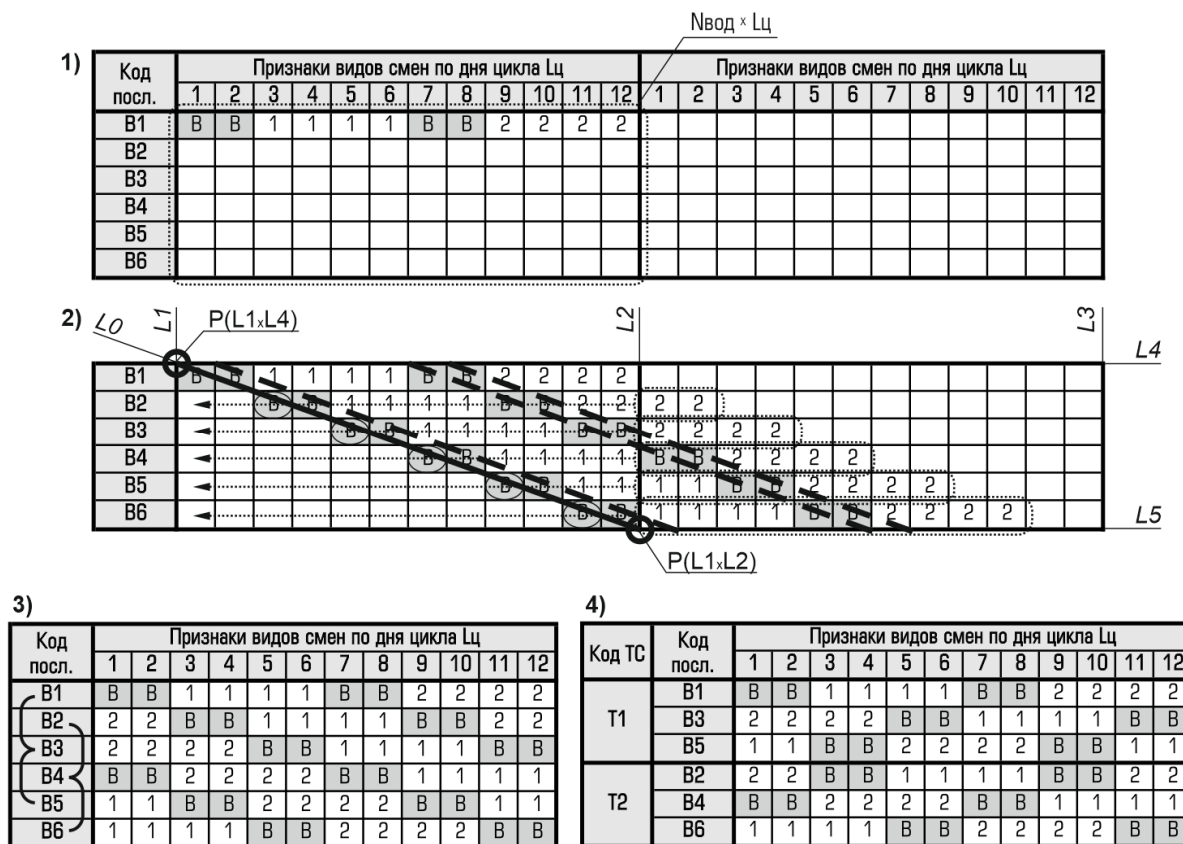 Nвод × Lц
1)
Код посл. Признаки видов смен по дня цикла Lц Признаки видов смен по дня цикла Lц
1 2 3 4 5 6 7 8 9 10 11 12 1 2 3 4 5 6 7 8 9 10 11 12
B1 B B 1 1 1 1 B B 2 2 2 2
B2
B3
B4
B5
B6
2)
L0 L1 P(L1×L4) L2 L3
L4
B1 B B 1 1 1 1 B B 2 2 2 2
B2 B B 1 1 1 1 B B 2 2 2 2
B3 B B 1 1 1 1 B B 2 2 2 2
B4 B B 1 1 1 1 B B 2 2 2 2
B5 B B 1 1 1 1 B B 2 2 2 2
B6 B B 1 1 1 1 B B 2 2 2 2
L5
P(L1×L2)
3)
Код посл. Признаки видов смен по дня цикла Lц
1 2 3 4 5 6 7 8 9 10 11 12
B1 B B 1 1 1 1 B B 2 2 2 2
B2 2 2 B B 1 1 1 1 B B 2 2
B3 2 2 2 2 B B 1 1 1 1 B B
B4 B B 2 2 2 2 B B 1 1 1 1
B5 1 1 B B 2 2 2 2 B B 1 1
B6 1 1 1 1 B B 2 2 2 2 B B
4)
Код ТС Код посл. Признаки видов смен по дня цикла Lц
1 2 3 4 5 6 7 8 9 10 11 12
T1 B1 B B 1 1 1 1 B B 2 2 2 2
B3 2 2 2 2 B B 1 1 1 1 B B
B5 1 1 B B 2 2 2 2 B B 1 1
T2 B2 2 2 B B 1 1 1 1 B B 2 2
B4 B B 2 2 2 2 B B 1 1 1 1
B6 1 1 1 1 B B 2 2 2 2 B B